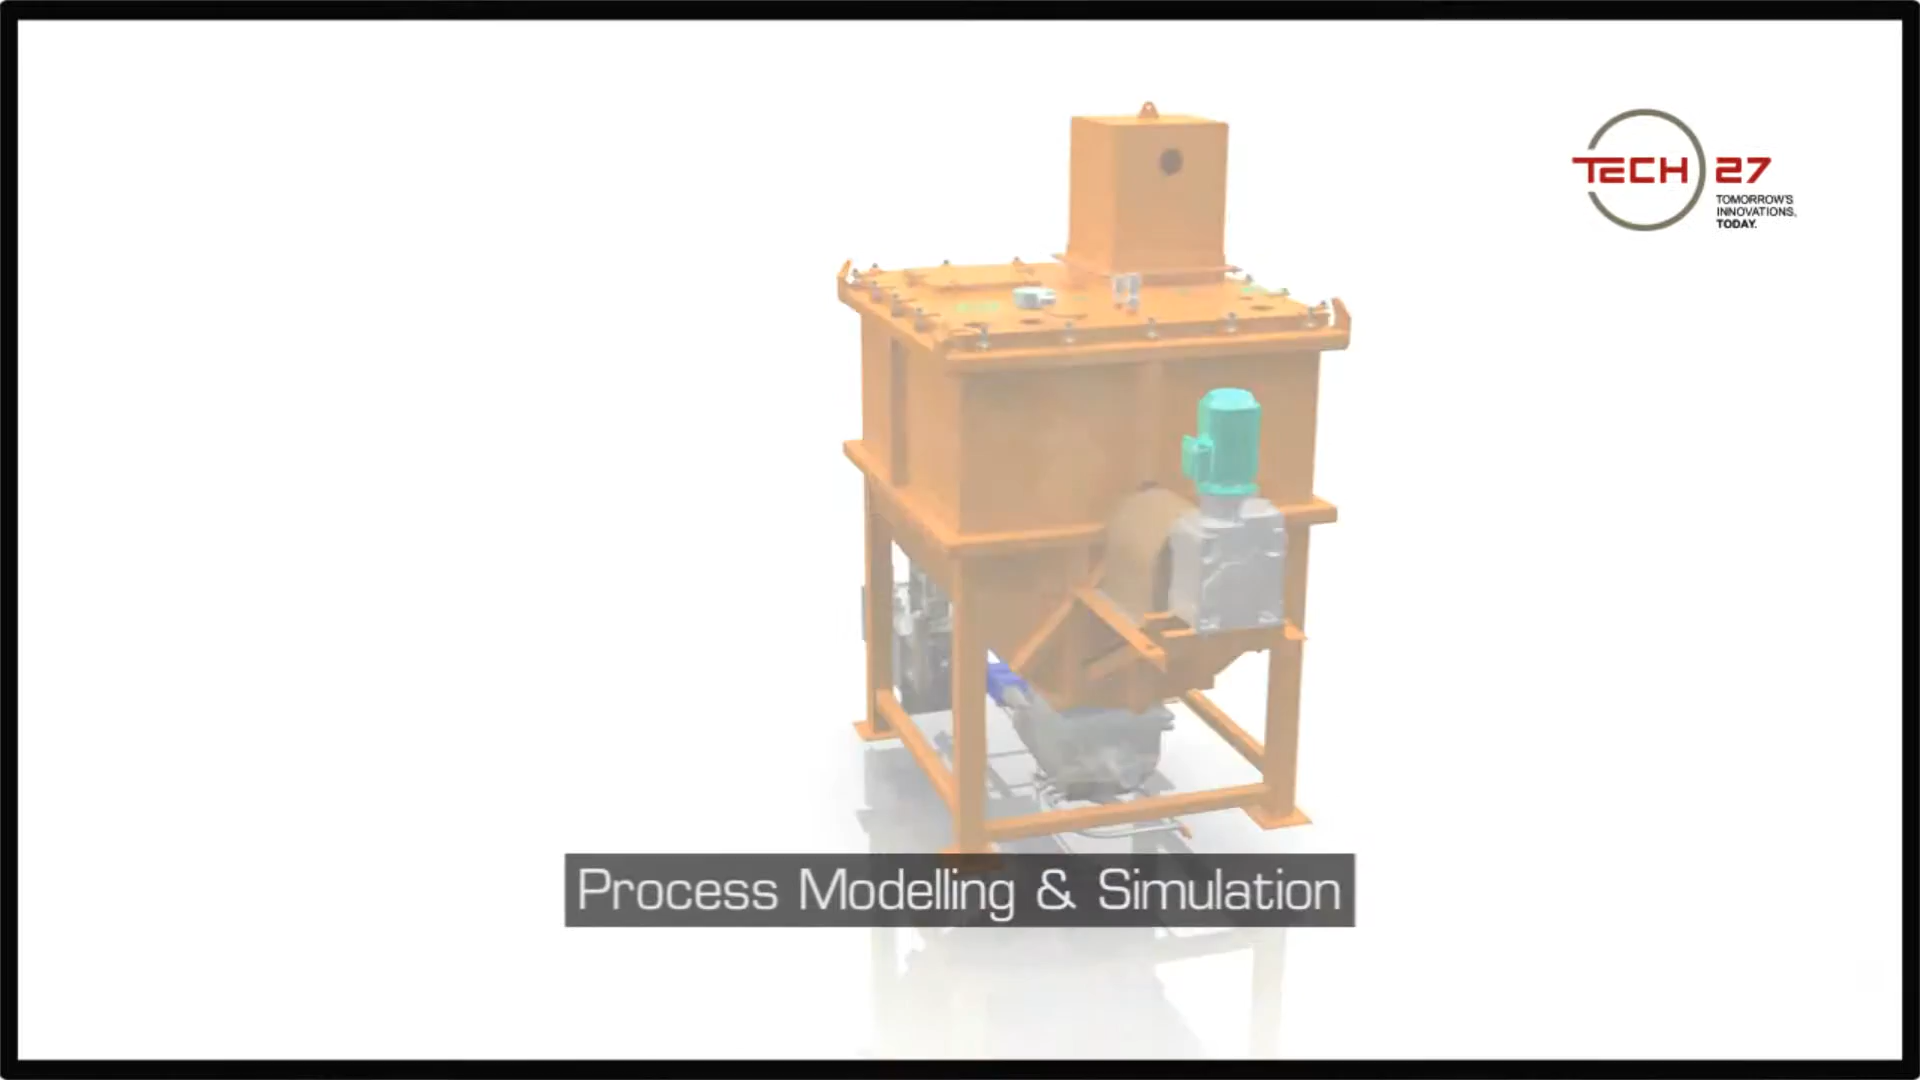 TECH 27
TOMORROW'S
INNOVATIONS,
TODAY.
Process Modelling & Simulation